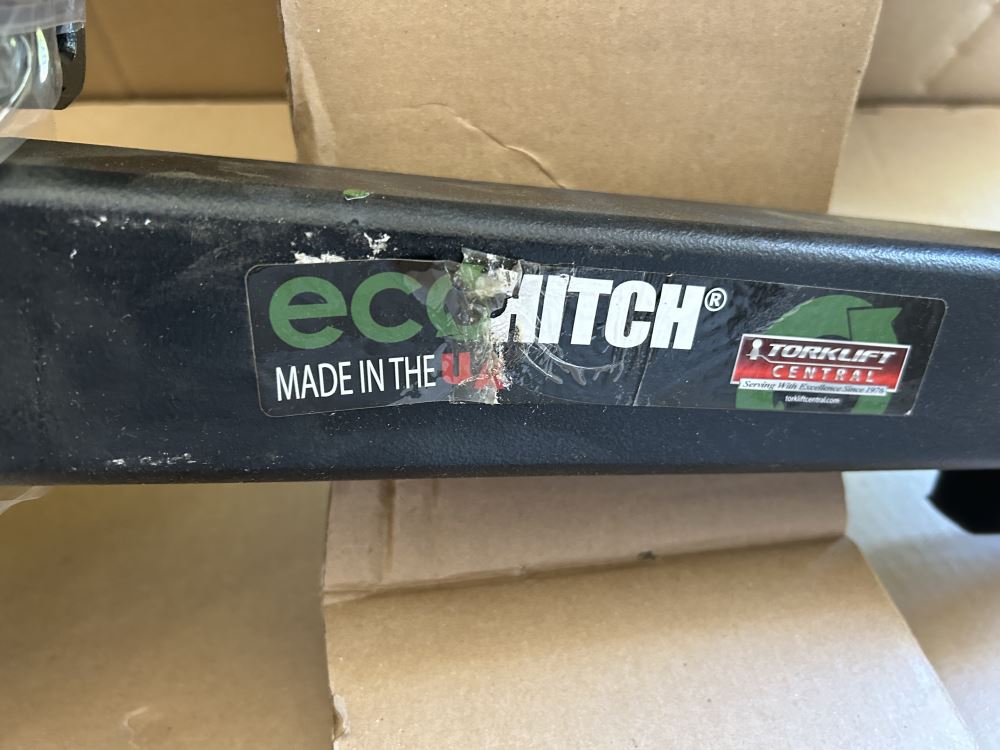 ecoHITCH®
MADE IN THE U
TORKLIFT
CENTRAL
Serving With Excellence Since 1976
torkliftcentral.com